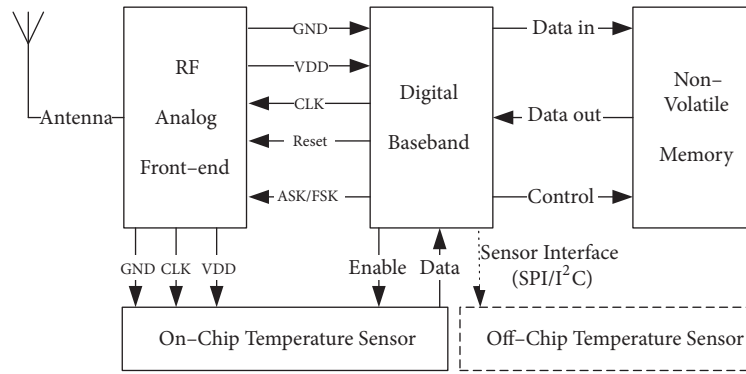 GND
Data in
RF
VDD
Non–
Volatile
Digital
CLK
Antenna
Analog
Data out
Baseband
Reset
Memory
Front–end
ASK/FSK
Control
GND
CLK
VDD
Enable
Data
Sensor Interface
(SPI/I²C)
On–Chip Temperature Sensor
Off–Chip Temperature Sensor